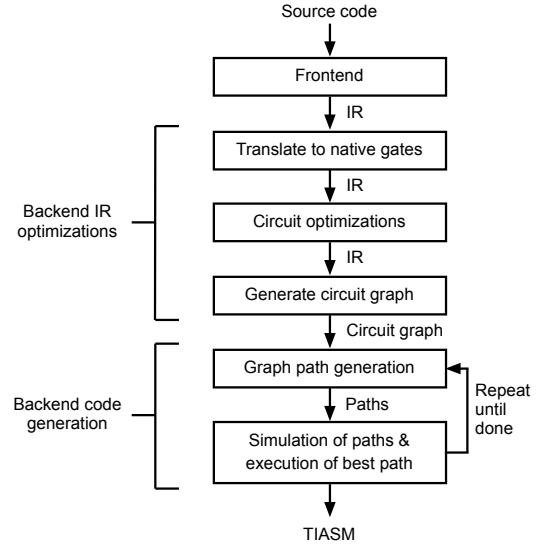 Source code
Frontend
IR
Translate to native gates
IR
Backend IR
optimizations
Circuit optimizations
IR
Generate circuit graph
Circuit graph
Graph path generation
Backend code
generation
Paths
Repeat
until
done
Simulation of paths &
execution of best path
TIASM